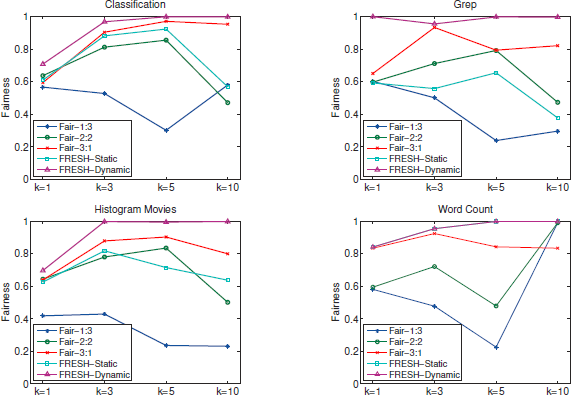 Classification
Fairness
1
0.8
0.6
0.4
0.2
0
Fair−1:3
Fair−2:2
Fair−3:1
FRESH−Static
FRESH−Dynamic
k=1 k=3 k=5 k=10
Grep
Fairness
1
0.8
0.6
0.4
0.2
0
Fair−1:3
Fair−2:2
Fair−3:1
FRESH−Static
FRESH−Dynamic
k=1 k=3 k=5 k=10
Histogram Movies
Fairness
1
0.8
0.6
0.4
0.2
0
Fair−1:3
Fair−2:2
Fair−3:1
FRESH−Static
FRESH−Dynamic
k=1 k=3 k=5 k=10
Word Count
Fairness
1
0.8
0.6
0.4
0.2
0
Fair−1:3
Fair−2:2
Fair−3:1
FRESH−Static
FRESH−Dynamic
k=1 k=3 k=5 k=10